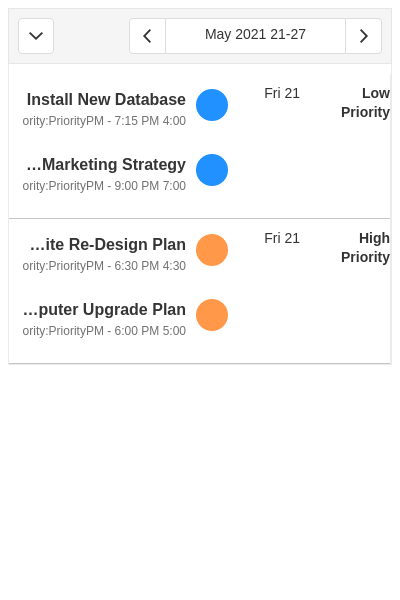 May 2021 21-27
Low Priority
Fri 21
Install New Database
ority:PriorityPM - 7:15 PM 4:00
…Marketing Strategy
ority:PriorityPM - 9:00 PM 7:00
High Priority
Fri 21
…ite Re-Design Plan
ority:PriorityPM - 6:30 PM 4:30
…puter Upgrade Plan
ority:PriorityPM - 6:00 PM 5:00